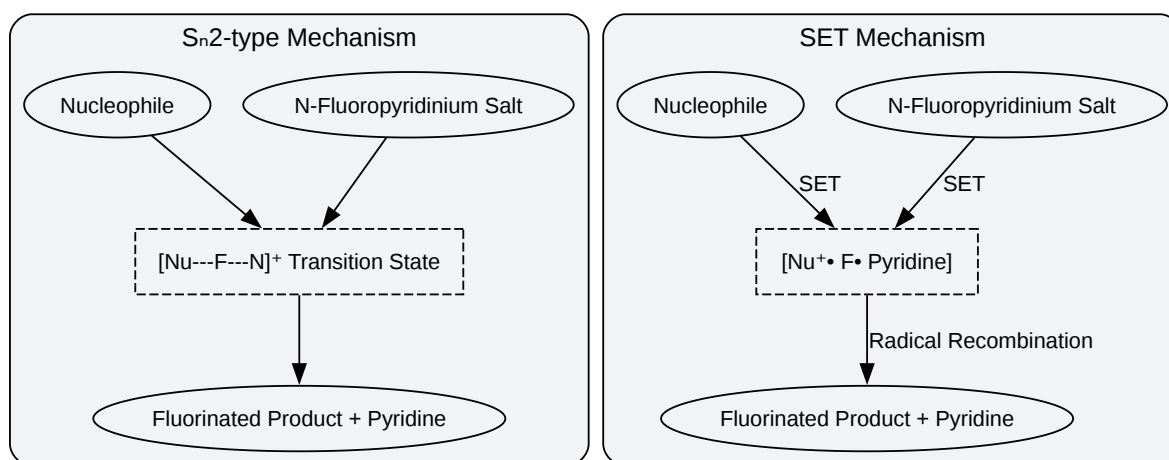 Sₙ2-type Mechanism
Nucleophile
N-Fluoropyridinium Salt
[Nu---F---N]⁺ Transition State
Fluorinated Product + Pyridine
SET Mechanism
Nucleophile
N-Fluoropyridinium Salt
SET
SET
[Nu⁺• F• Pyridine]
Radical Recombination
Fluorinated Product + Pyridine